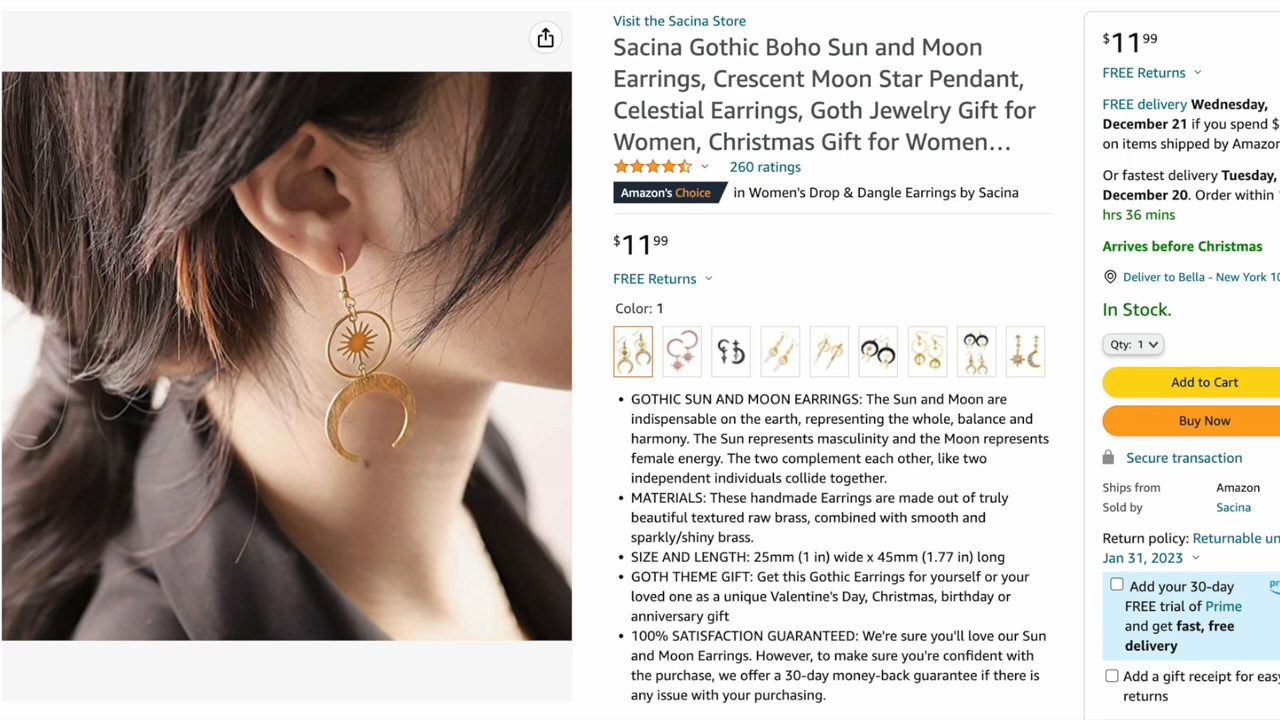 Visit the Sacina Store
Sacina Gothic Boho Sun and Moon
Earrings, Crescent Moon Star Pendant,
Celestial Earrings, Goth Jewelry Gift for
Women, Christmas Gift for Women…
260 ratings
Amazon's Choice in Women's Drop & Dangle Earrings by Sacina
$11 99
FREE Returns
Color: 1
• GOTHIC SUN AND MOON EARRINGS: The Sun and Moon are
indispensable on the earth, representing the whole, balance and
harmony. The Sun represents masculinity and the Moon represents
female energy. The two complement each other, like two
independent individuals collide together.
• MATERIALS: These handmade Earrings are made out of truly
beautiful textured raw brass, combined with smooth and
sparkly/shiny brass.
• SIZE AND LENGTH: 25mm (1 in) wide x 45mm (1.77 in) long
• GOTH THEME GIFT: Get this Gothic Earrings for yourself or your
loved one as a unique Valentine's Day, Christmas, birthday or
anniversary gift
• 100% SATISFACTION GUARANTEED: We're sure you'll love our Sun
and Moon Earrings. However, to make sure you're confident with
the purchase, we offer a 30-day money-back guarantee if there is
any issue with your purchasing.
$11 99
FREE Returns
FREE delivery Wednesday,
December 21 if you spend $
on items shipped by Amazon
Or fastest delivery Tuesday,
December 20. Order within
hrs 36 mins
Arrives before Christmas
Deliver to Bella - New York 10
In Stock.
Qty: 1
Add to Cart
Buy Now
Secure transaction
Ships from Amazon
Sold by Sacina
Return policy: Returnable un
Jan 31, 2023
Add your 30-day
FREE trial of Prime
and get fast, free
delivery
Add a gift receipt for easy
returns